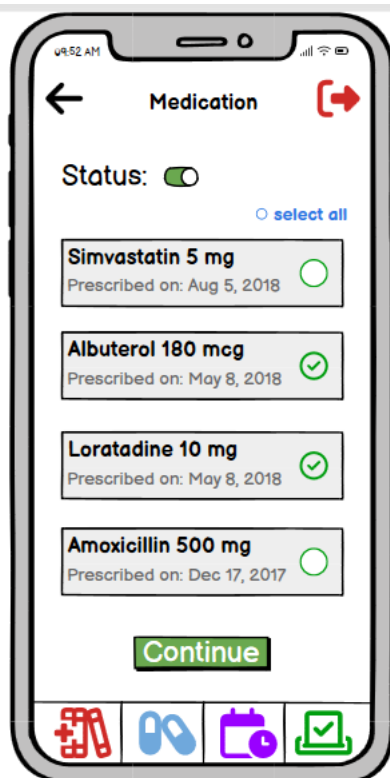 09:52 AM
Medication
Status:
select all
Simvastatin 5 mg
Prescribed on: Aug 5, 2018
Albuterol 180 mcg
Prescribed on: May 8, 2018
Loratadine 10 mg
Prescribed on: May 8, 2018
Amoxicillin 500 mg
Prescribed on: Dec 17, 2017
Continue